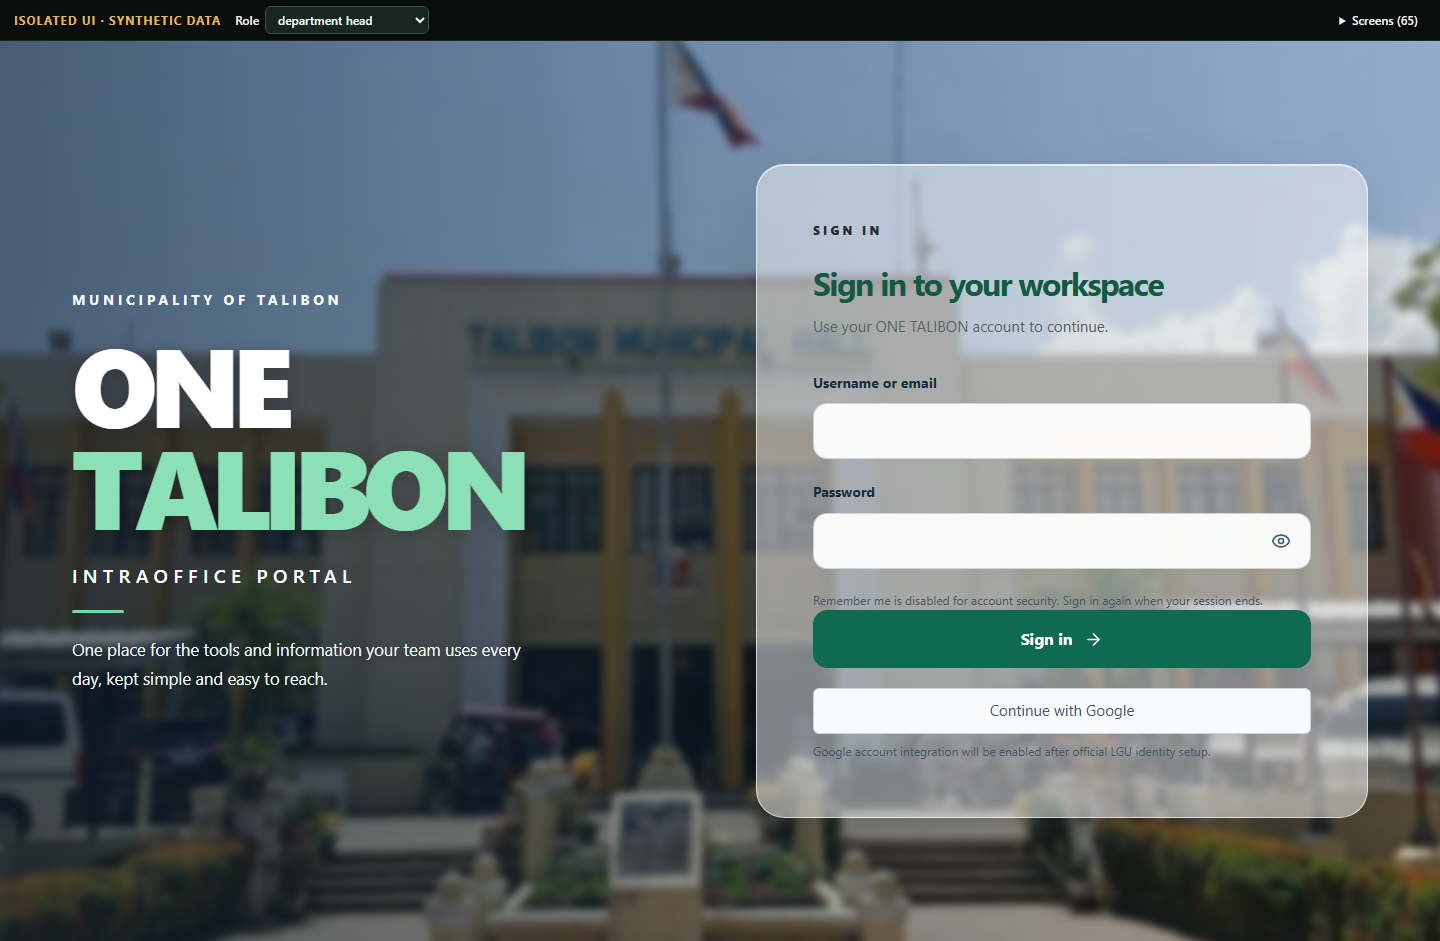 ISOLATED UI · SYNTHETIC DATA
Role
department head
Screens (65)
MUNICIPALITY OF TALIBON
ONE
TALIBON
INTRAOFFICE PORTAL
One place for the tools and information your team uses every
day, kept simple and easy to reach.
TALIBON MUNICIPAL HALL
SIGN IN
Sign in to your workspace
Use your ONE TALIBON account to continue.
Username or email
Password
Remember me is disabled for account security. Sign in again when your session ends.
Sign in
Continue with Google
Google account integration will be enabled after official LGU identity setup.